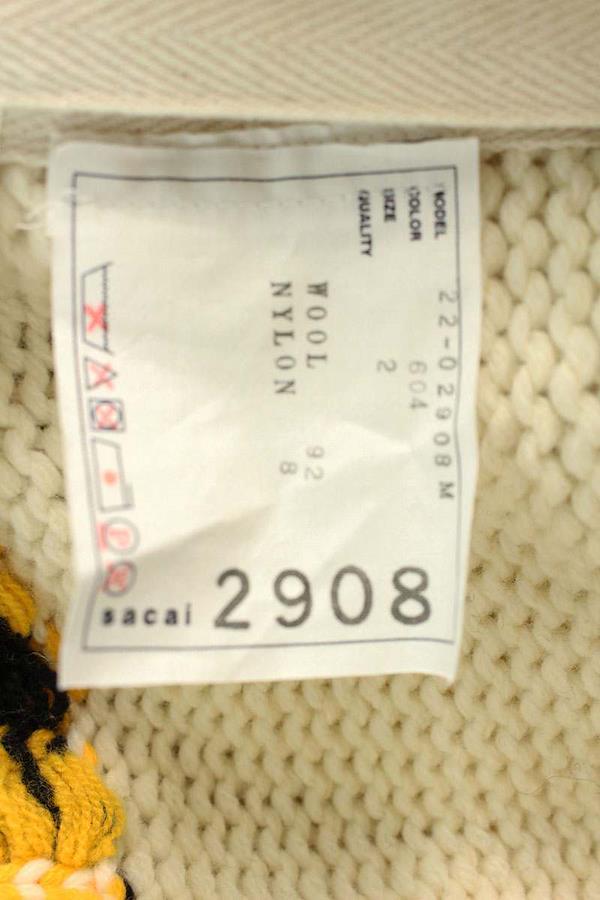 MODEL 22-02908M
COLOR 604
SIZE 2
QUALITY
WOOL 92
NYLON 8
sacai 2908